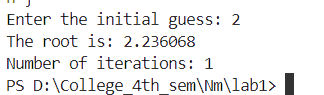 Enter the initial guess: 2
The root is: 2.236068
Number of iterations: 1
PS D:\College_4th_sem\Nm\lab1>